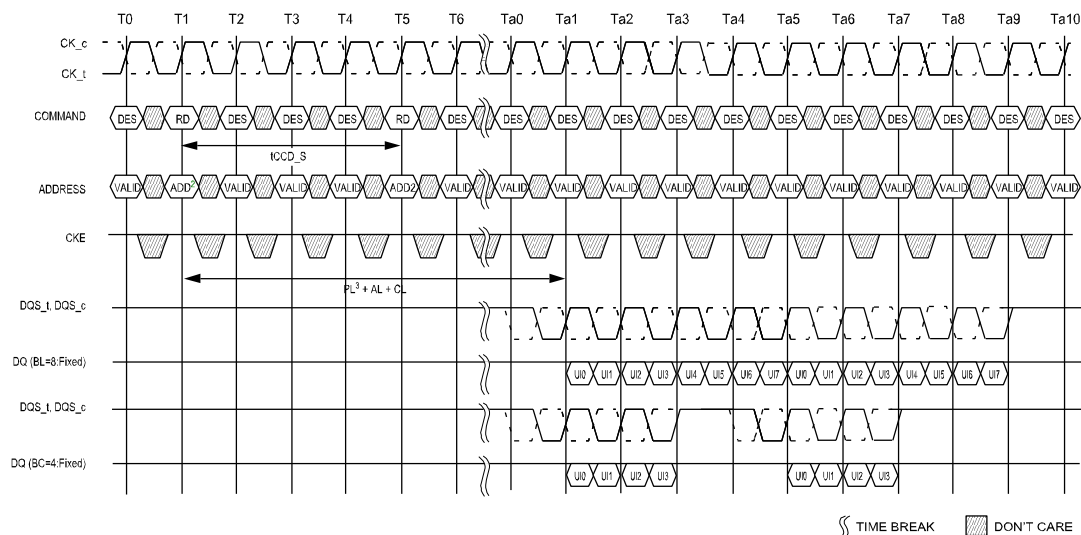 T0 T1 T2 T3 T4 T5 T6 Ta0 Ta1 Ta2 Ta3 Ta4 Ta5 Ta6 Ta7 Ta8 Ta9 Ta10
CK_c
CK_t
COMMAND DES RD DES DES DES RD DES DES DES DES DES DES DES DES DES DES DES DES
tCCD_S
ADDRESS VALID ADD2 VALID VALID VALID ADD2 VALID VALID VALID VALID VALID VALID VALID VALID VALID VALID VALID VALID
CKE
PL3 + AL + CL
DQS_t, DQS_c
DQ (BL=8:Fixed) UI0 UI1 UI2 UI3 UI4 UI5 UI6 UI7 UI0 UI1 UI2 UI3 UI4 UI5 UI6 UI7
DQS_t, DQS_c
DQ (BC=4:Fixed) UI0 UI1 UI2 UI3 UI0 UI1 UI2 UI3
TIME BREAK DON'T CARE